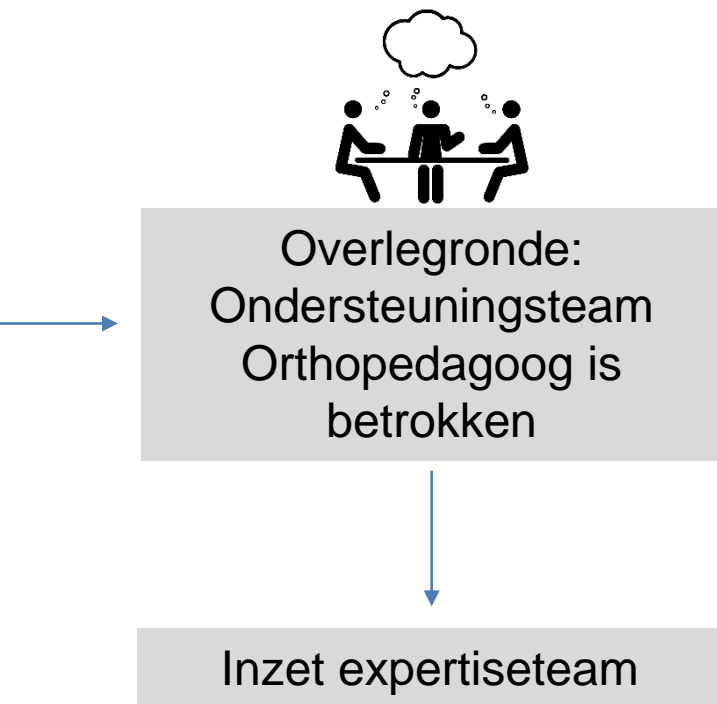 Overlegronde:
Ondersteuningsteam
Orthopedagoog is
betrokken
Inzet expertiseteam